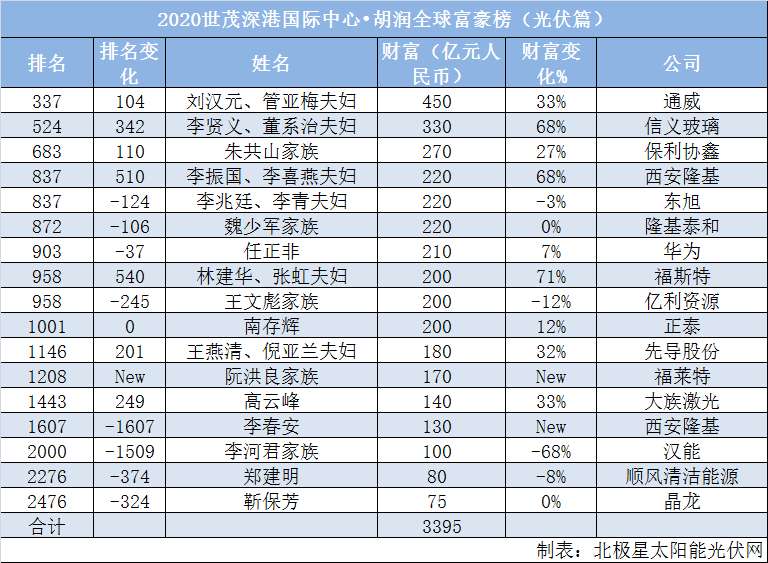 2020世茂深港国际中心•胡润全球富豪榜（光伏篇）
排名 排名变化 姓名 财富（亿元人民币） 财富变化% 公司
337 104 刘汉元、管亚梅夫妇 450 33% 通威
524 342 李贤义、董系治夫妇 330 68% 信义玻璃
683 110 朱共山家族 270 27% 保利协鑫
837 510 李振国、李喜燕夫妇 220 68% 西安隆基
837 -124 李兆廷、李青夫妇 220 -3% 东旭
872 -106 魏少军家族 220 0% 隆基泰和
903 -37 任正非 210 7% 华为
958 540 林建华、张虹夫妇 200 71% 福斯特
958 -245 王文彪家族 200 -12% 亿利资源
1001 0 南存辉 200 12% 正泰
1146 201 王燕清、倪亚兰夫妇 180 32% 先导股份
1208 New 阮洪良家族 170 New 福莱特
1443 249 高云峰 140 33% 大族激光
1607 -1607 李春安 130 New 西安隆基
2000 -1509 李河君家族 100 -68% 汉能
2276 -374 郑建明 80 -8% 顺风清洁能源
2476 -324 靳保芳 75 0% 晶龙
合计 3395
制表：北极星太阳能光伏网